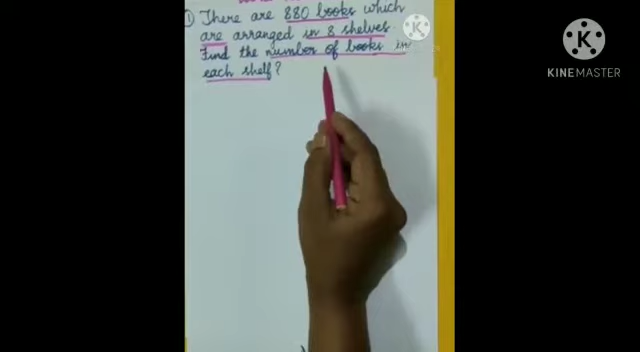 ① There are 880 books which
are arranged in 8 shelves.
Find the number of books in
each shelf?
KINEMASTER